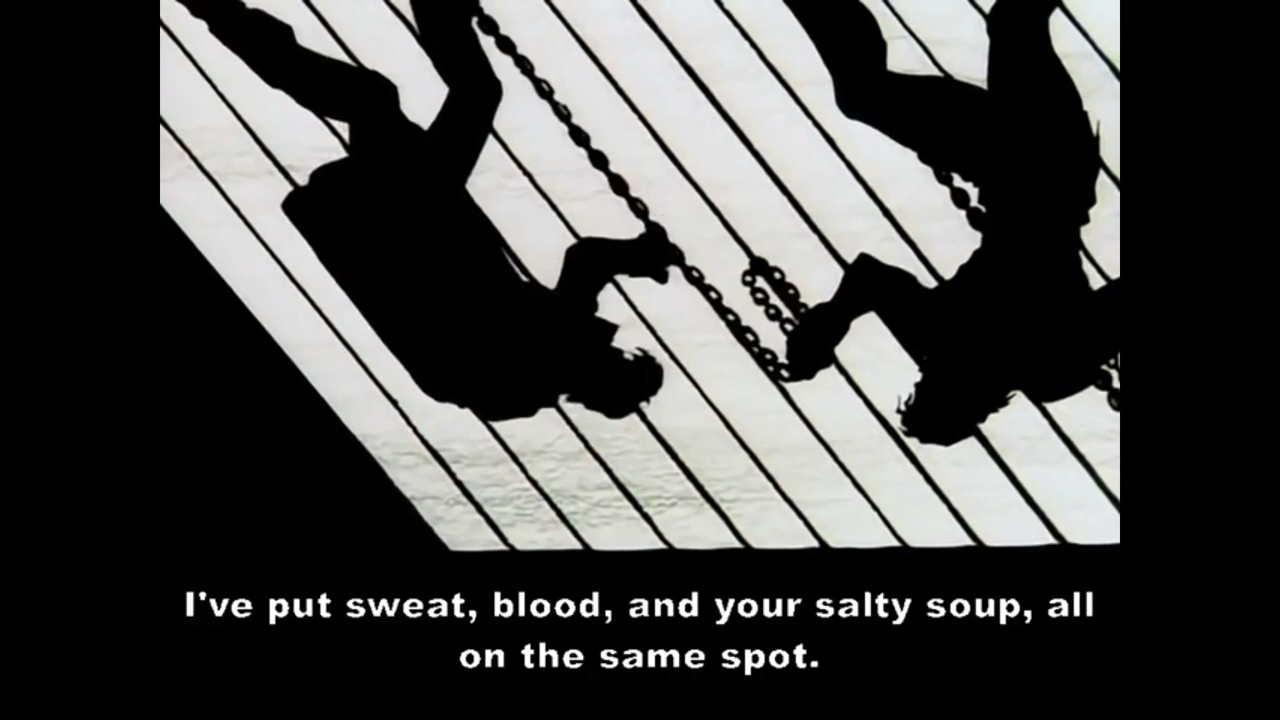 I've put sweat, blood, and your salty soup, all
on the same spot.